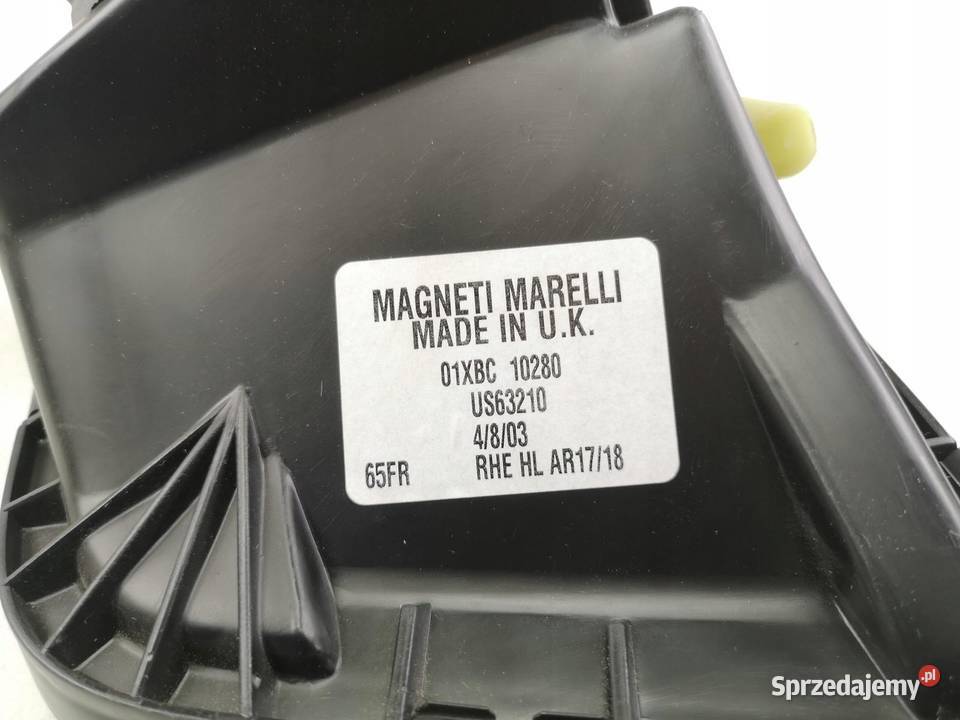 MAGNETI MARELLI
MADE IN U.K.
01XBC 10280
US63210
4/8/03
65FR RHE HL AR17/18
Sprzedajemy.pl